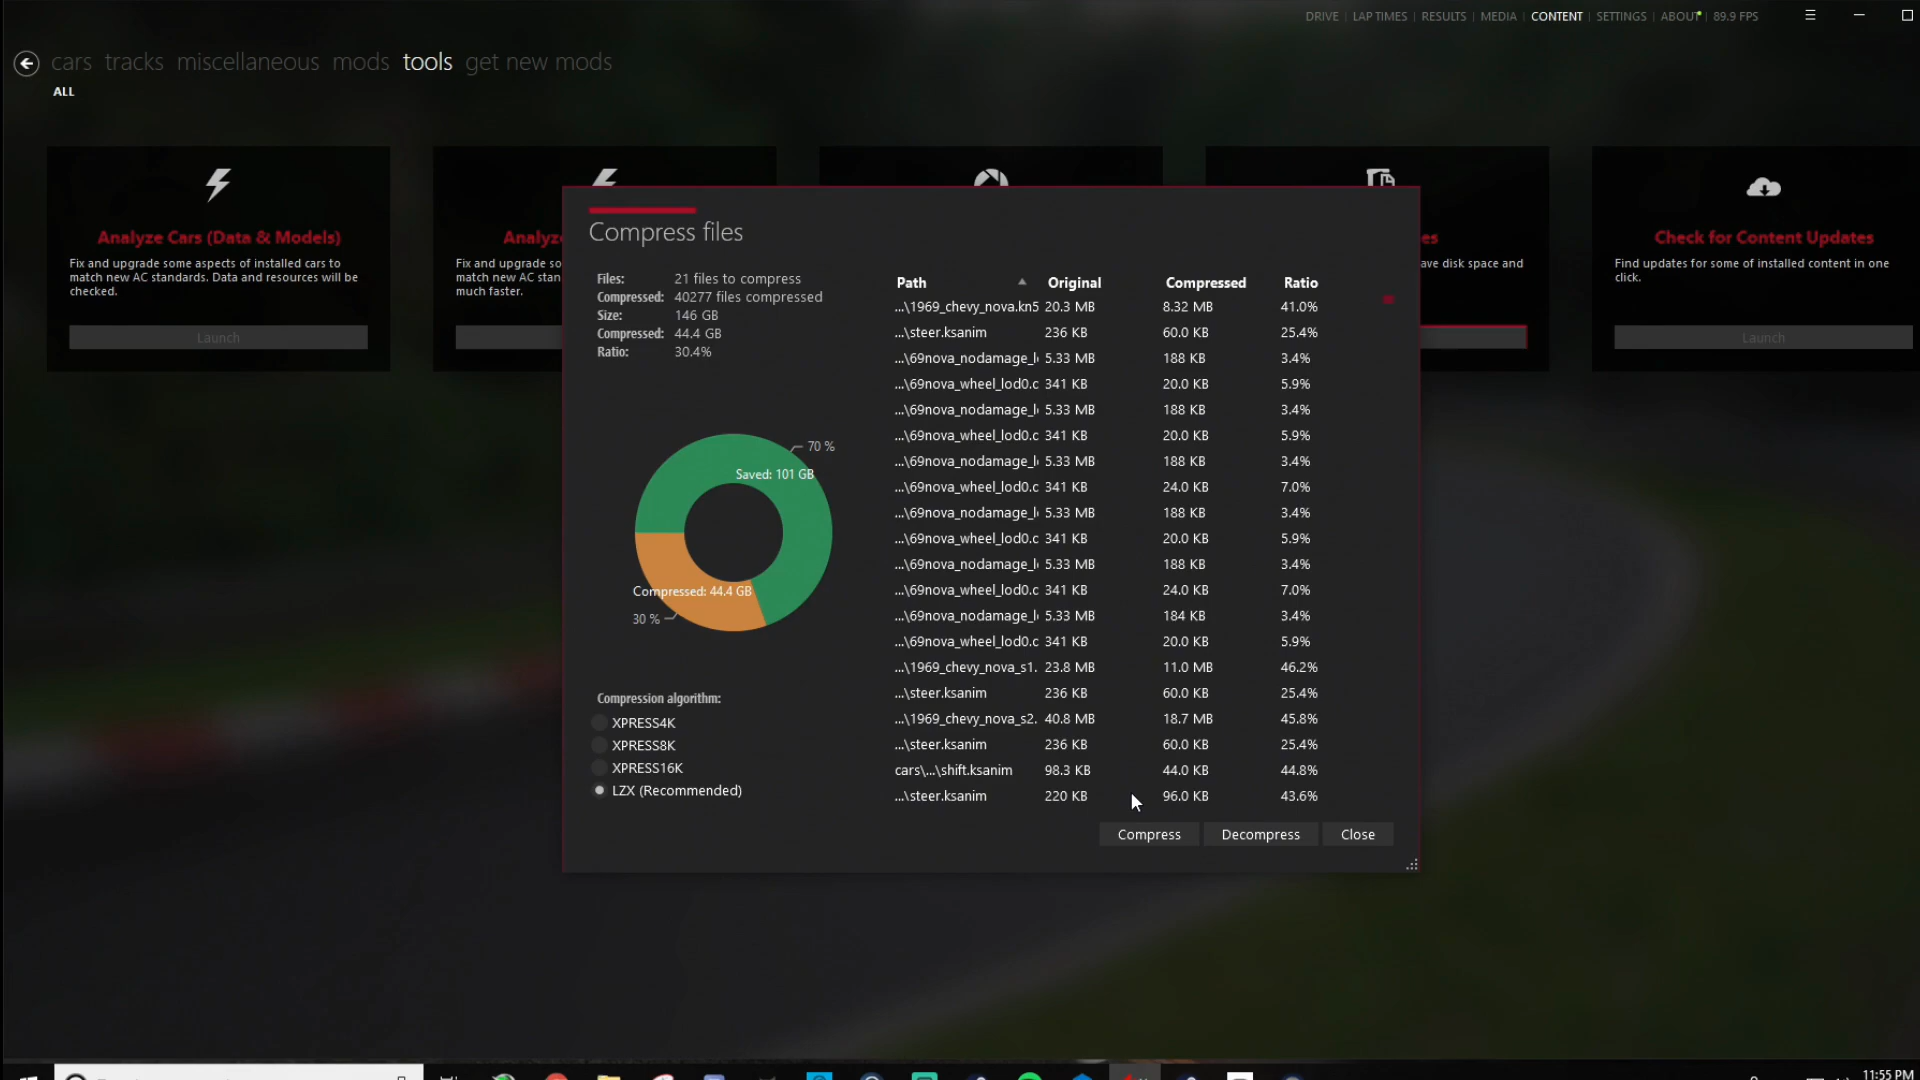 DRIVE LAP TIMES RESULTS MEDIA CONTENT SETTINGS ABOUT 89.9 FPS
cars tracks miscellaneous mods tools get new mods
ALL
Analyze Cars (Data & Models)
Fix and upgrade some aspects of installed cars to
match new AC standards. Data and resources will be
checked.
Launch
Analyz
Fix and upgrade so
match new AC stan
much faster.
es
ave disk space and
Check for Content Updates
Find updates for some of installed content in one
click.
Launch
Compress files
Files: 21 files to compress
Compressed: 40277 files compressed
Size: 146 GB
Compressed: 44.4 GB
Ratio: 30.4%
70 %
Saved: 101 GB
Compressed: 44.4 GB
30 %
Compression algorithm:
XPRESS4K
XPRESS8K
XPRESS16K
LZX (Recommended)
Path Original Compressed Ratio
...\1969_chevy_nova.kn5 20.3 MB 8.32 MB 41.0%
...\steer.ksanim 236 KB 60.0 KB 25.4%
...\69nova_nodamage_l 5.33 MB 188 KB 3.4%
...\69nova_wheel_lod0.c 341 KB 20.0 KB 5.9%
...\69nova_nodamage_l 5.33 MB 188 KB 3.4%
...\69nova_wheel_lod0.c 341 KB 20.0 KB 5.9%
...\69nova_nodamage_l 5.33 MB 188 KB 3.4%
...\69nova_wheel_lod0.c 341 KB 24.0 KB 7.0%
...\69nova_nodamage_l 5.33 MB 188 KB 3.4%
...\69nova_wheel_lod0.c 341 KB 20.0 KB 5.9%
...\69nova_nodamage_l 5.33 MB 188 KB 3.4%
...\69nova_wheel_lod0.c 341 KB 24.0 KB 7.0%
...\69nova_nodamage_l 5.33 MB 184 KB 3.4%
...\69nova_wheel_lod0.c 341 KB 20.0 KB 5.9%
...\1969_chevy_nova_s1. 23.8 MB 11.0 MB 46.2%
...\steer.ksanim 236 KB 60.0 KB 25.4%
...\1969_chevy_nova_s2. 40.8 MB 18.7 MB 45.8%
...\steer.ksanim 236 KB 60.0 KB 25.4%
cars\...\shift.ksanim 98.3 KB 44.0 KB 44.8%
...\steer.ksanim 220 KB 96.0 KB 43.6%
Compress Decompress Close
11:55 PM